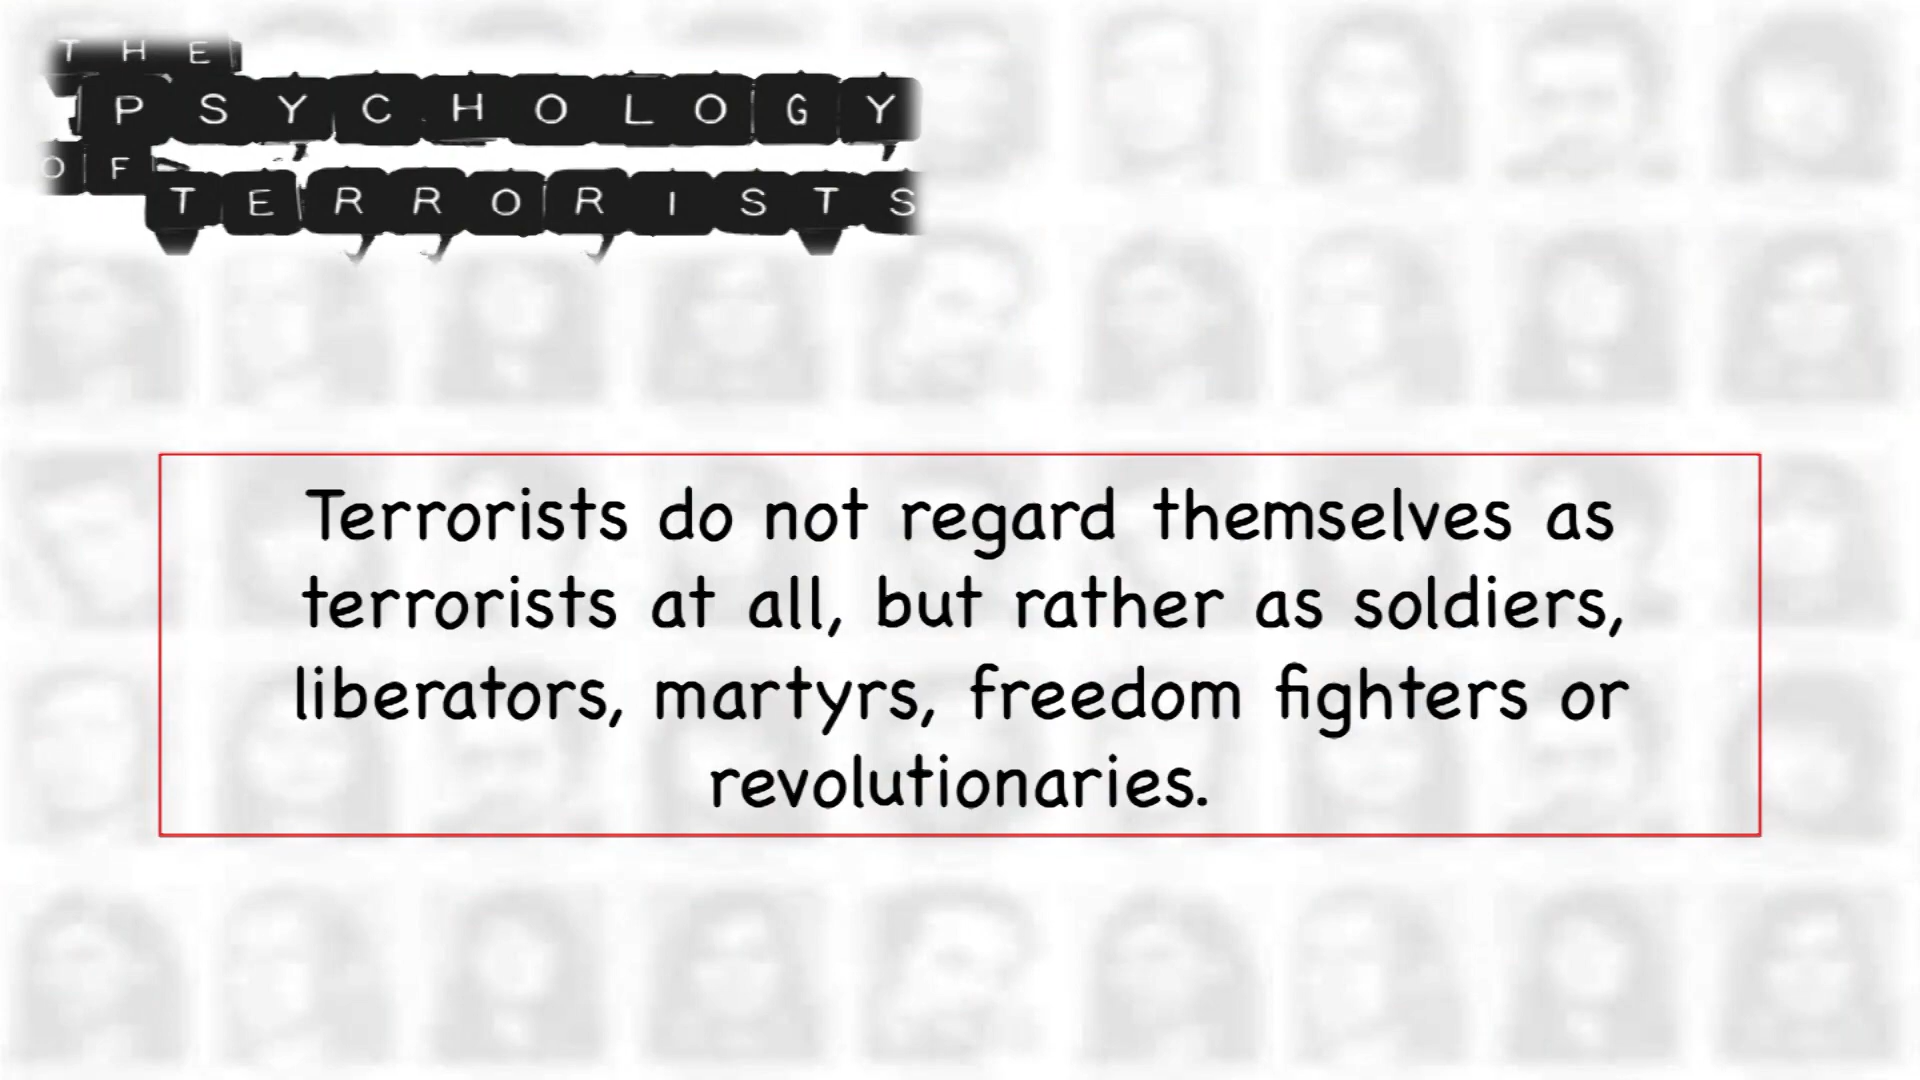 THE
PSYCHOLOGY
OF
TERRORISTS
Terrorists do not regard themselves as
terrorists at all, but rather as soldiers,
liberators, martyrs, freedom fighters or
revolutionaries.